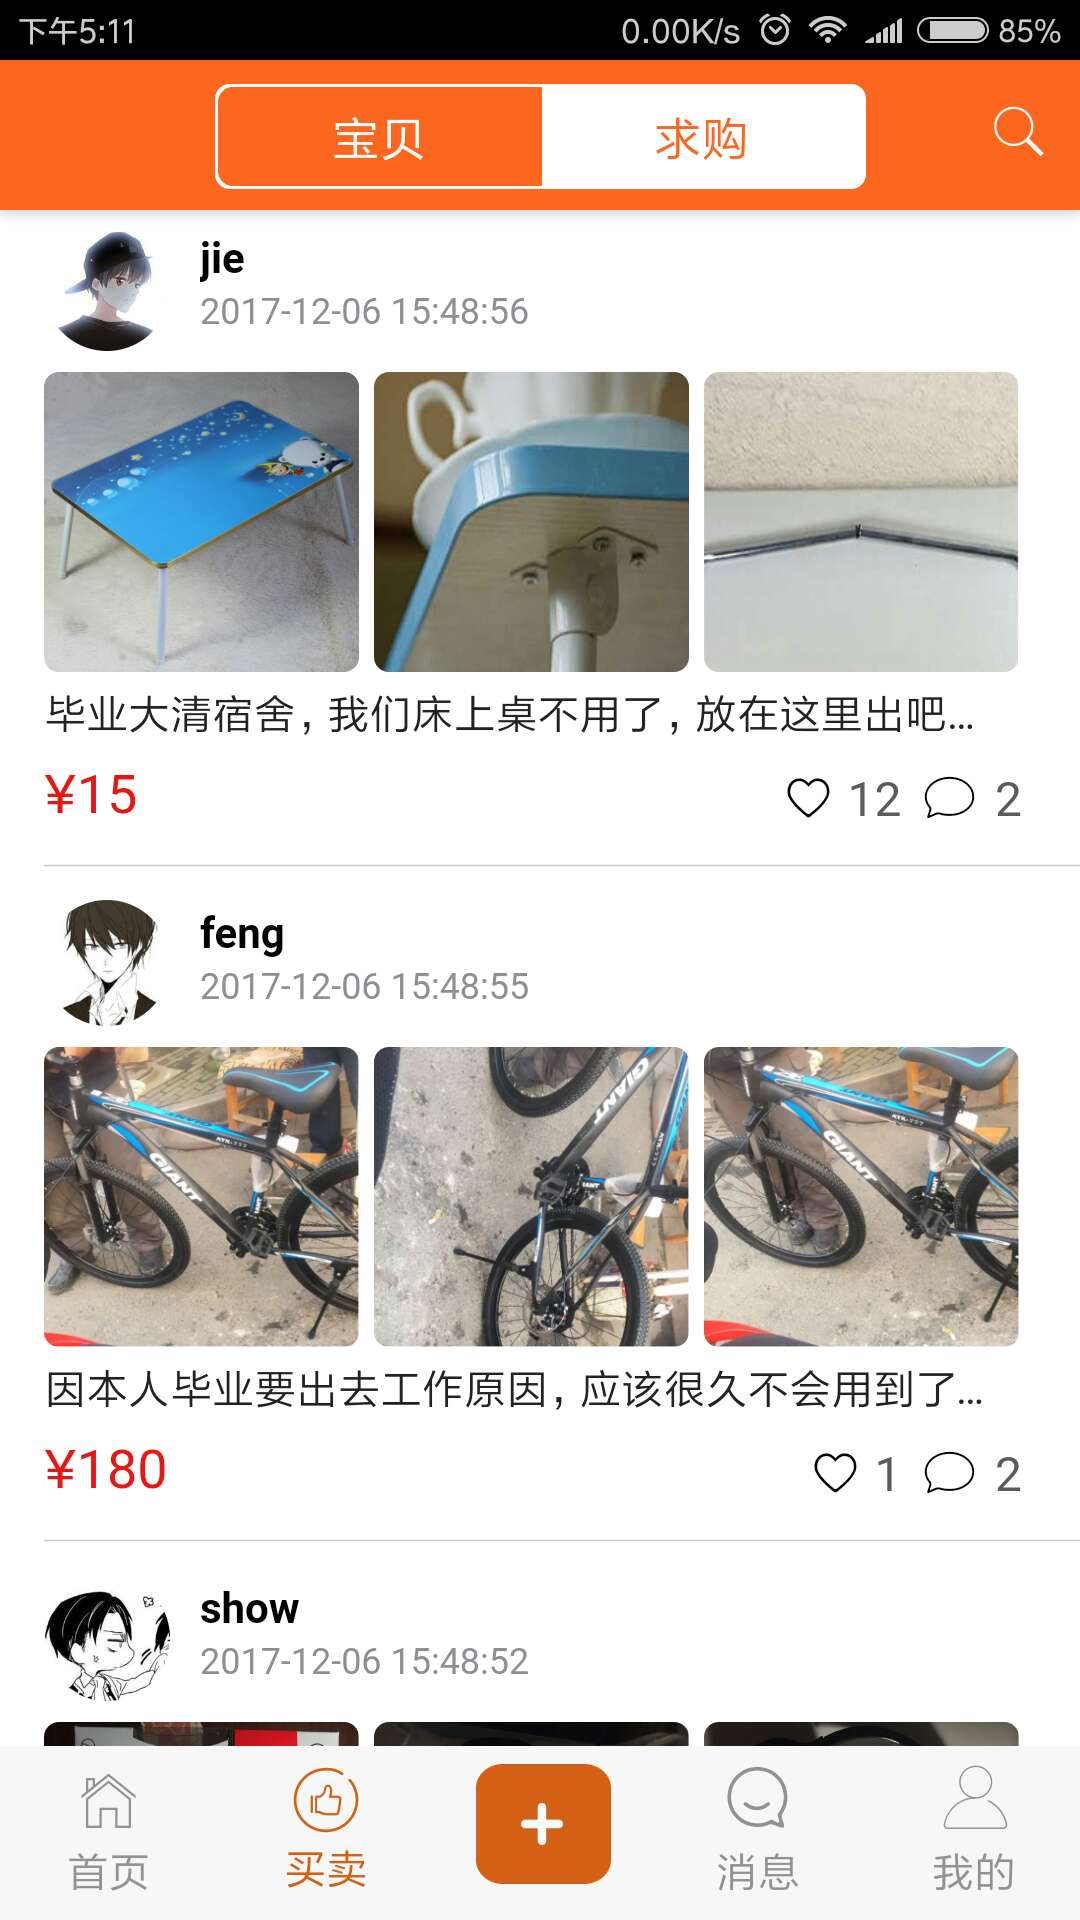 下午5:11
0.00K/s
85%
宝贝
求购
jie
2017-12-06 15:48:56
毕业大清宿舍，我们床上桌不用了，放在这里出吧...
¥15
12
2
feng
2017-12-06 15:48:55
GIANT
GIANT
GIANT
因本人毕业要出去工作原因，应该很久不会用到了...
¥180
1
2
show
2017-12-06 15:48:52
首页
买卖
消息
我的